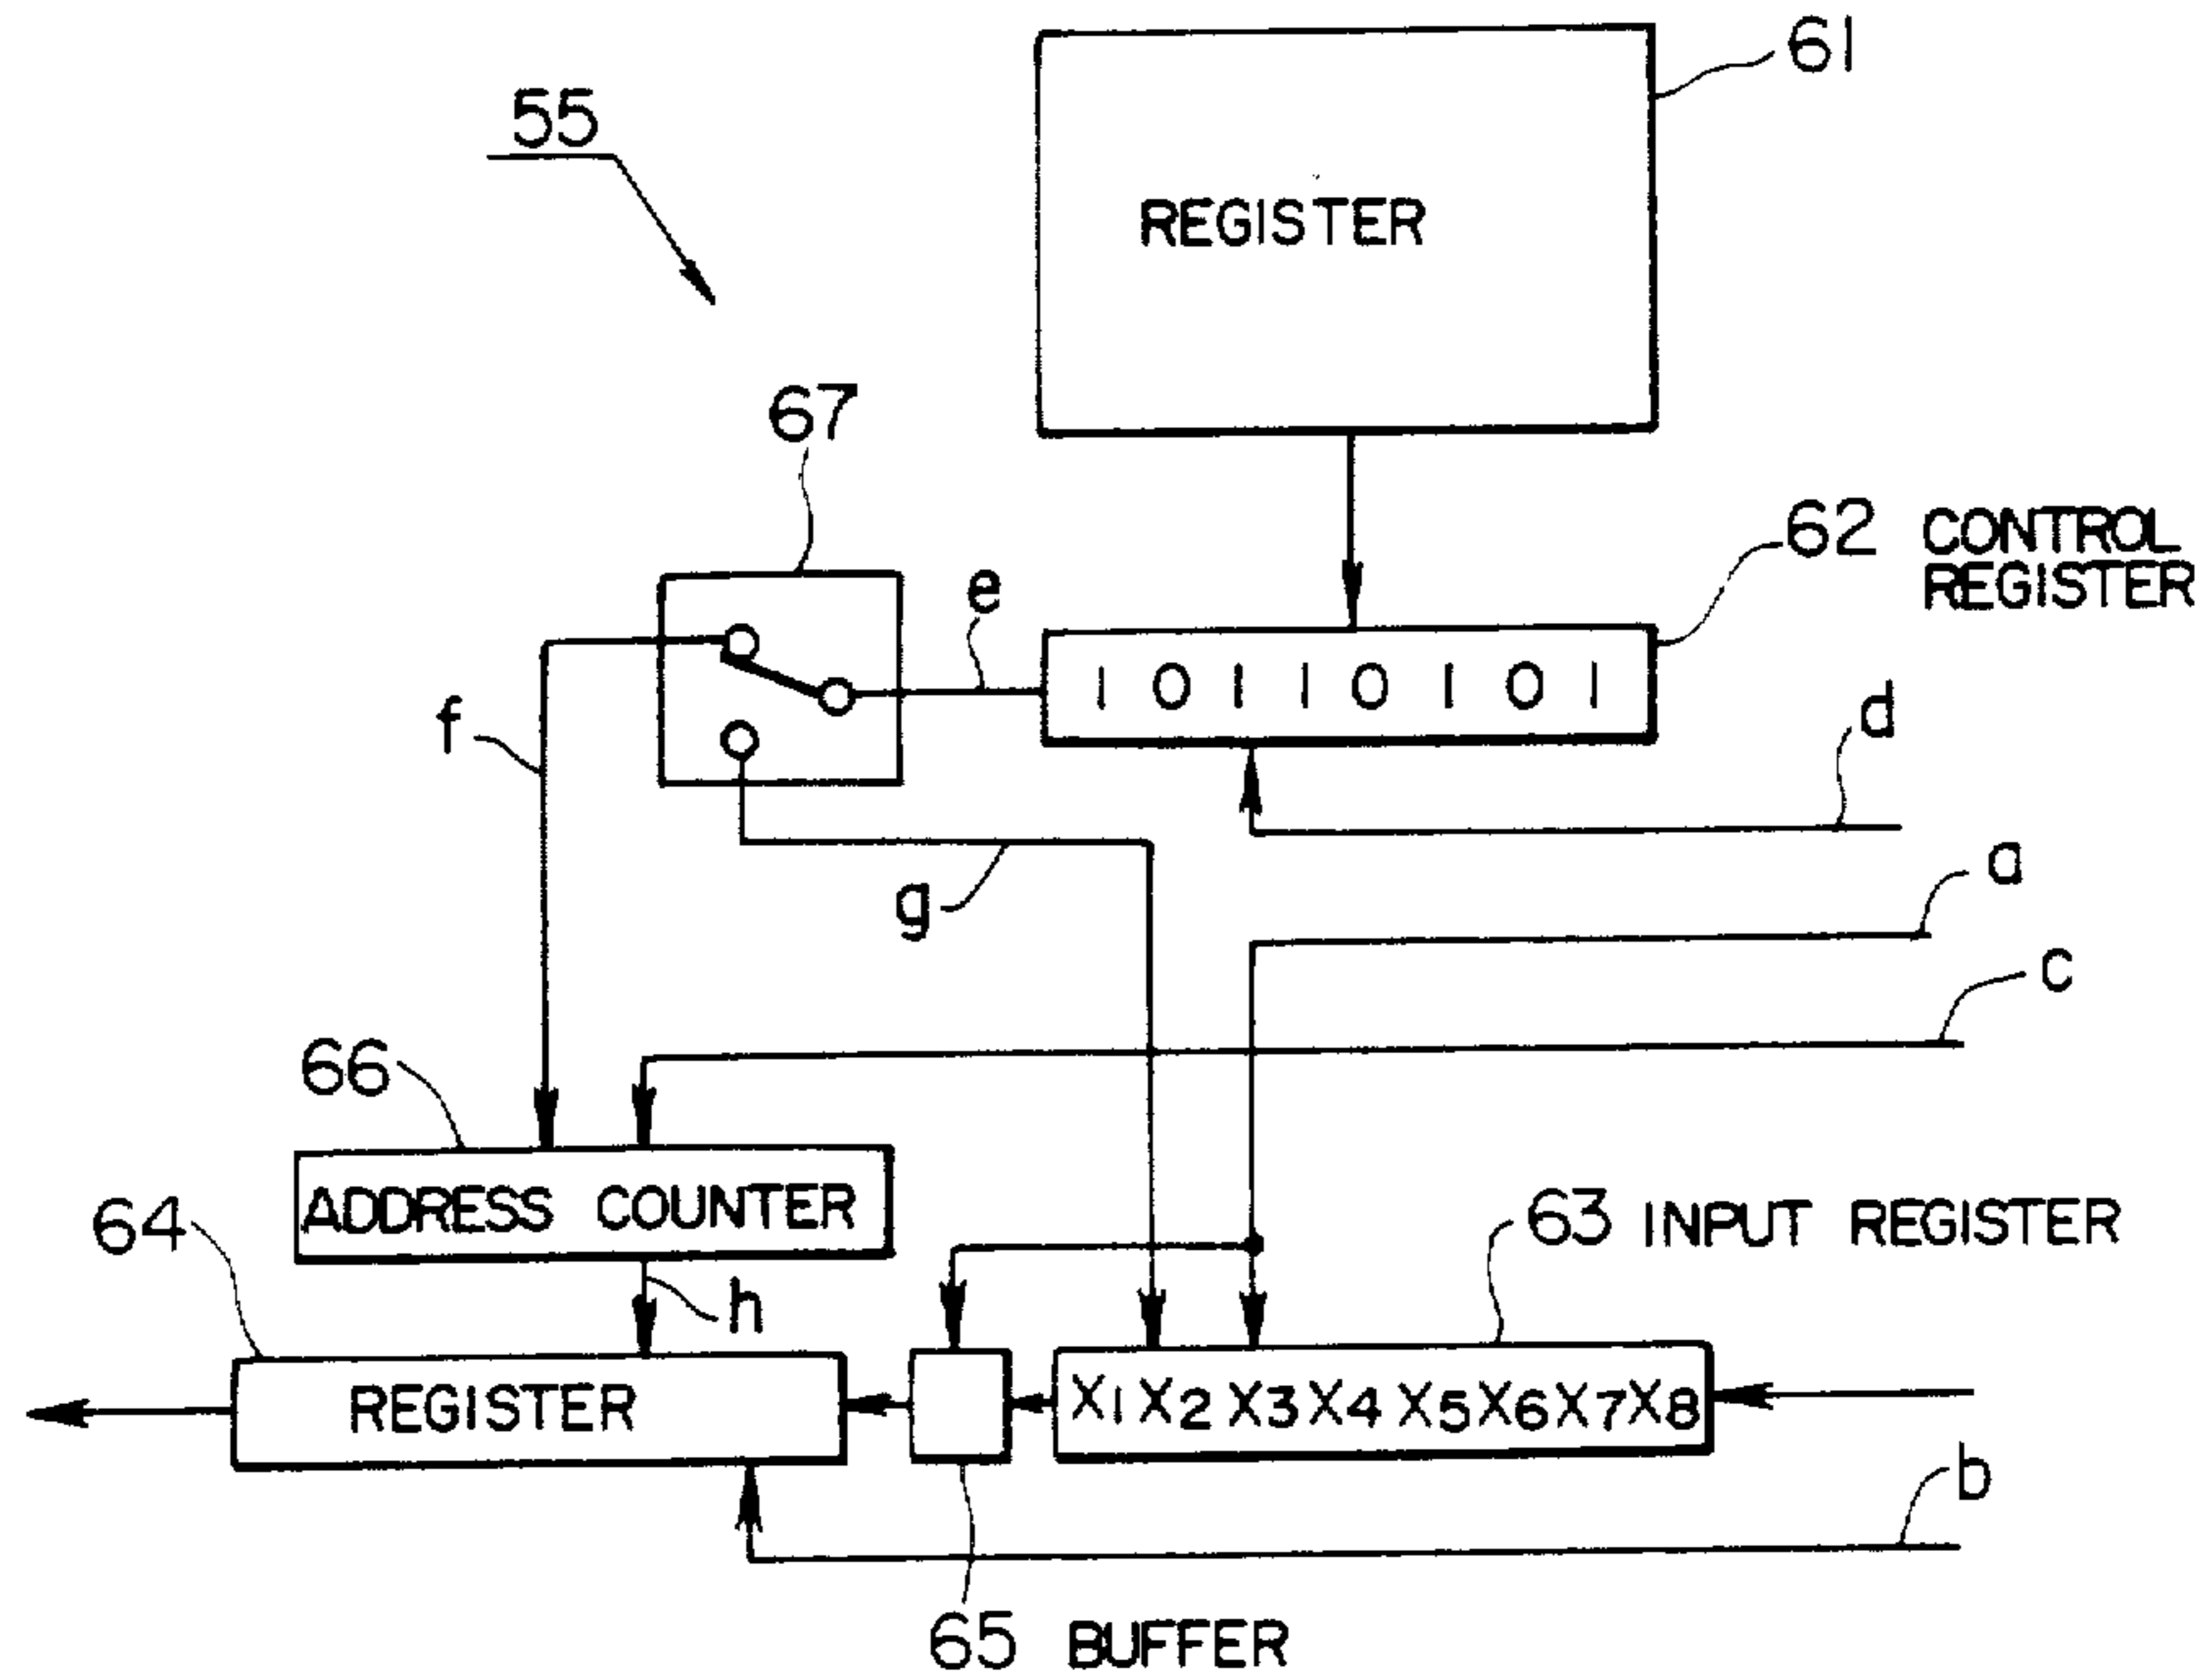 61
55
REGISTER
67
62 CONTROL
REGISTER
e
1 0 1 1 0 1 0 1
f
d
a
g
c
66
ADDRESS COUNTER
64
63 INPUT REGISTER
h
REGISTER
X1 X2 X3 X4 X5 X6 X7 X8
b
65 BUFFER